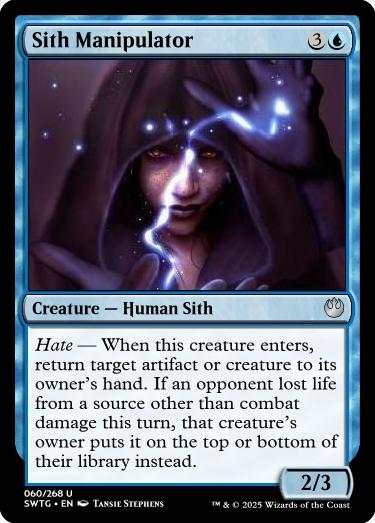 Sith Manipulator 3
Creature — Human Sith
Hate — When this creature enters,
return target artifact or creature to its
owner's hand. If an opponent lost life
from a source other than combat
damage this turn, that creature's
owner puts it on the top or bottom of
their library instead.
2/3
060/268 U
SWTG • EN Tansie Stephens
™ & © 2025 Wizards of the Coast